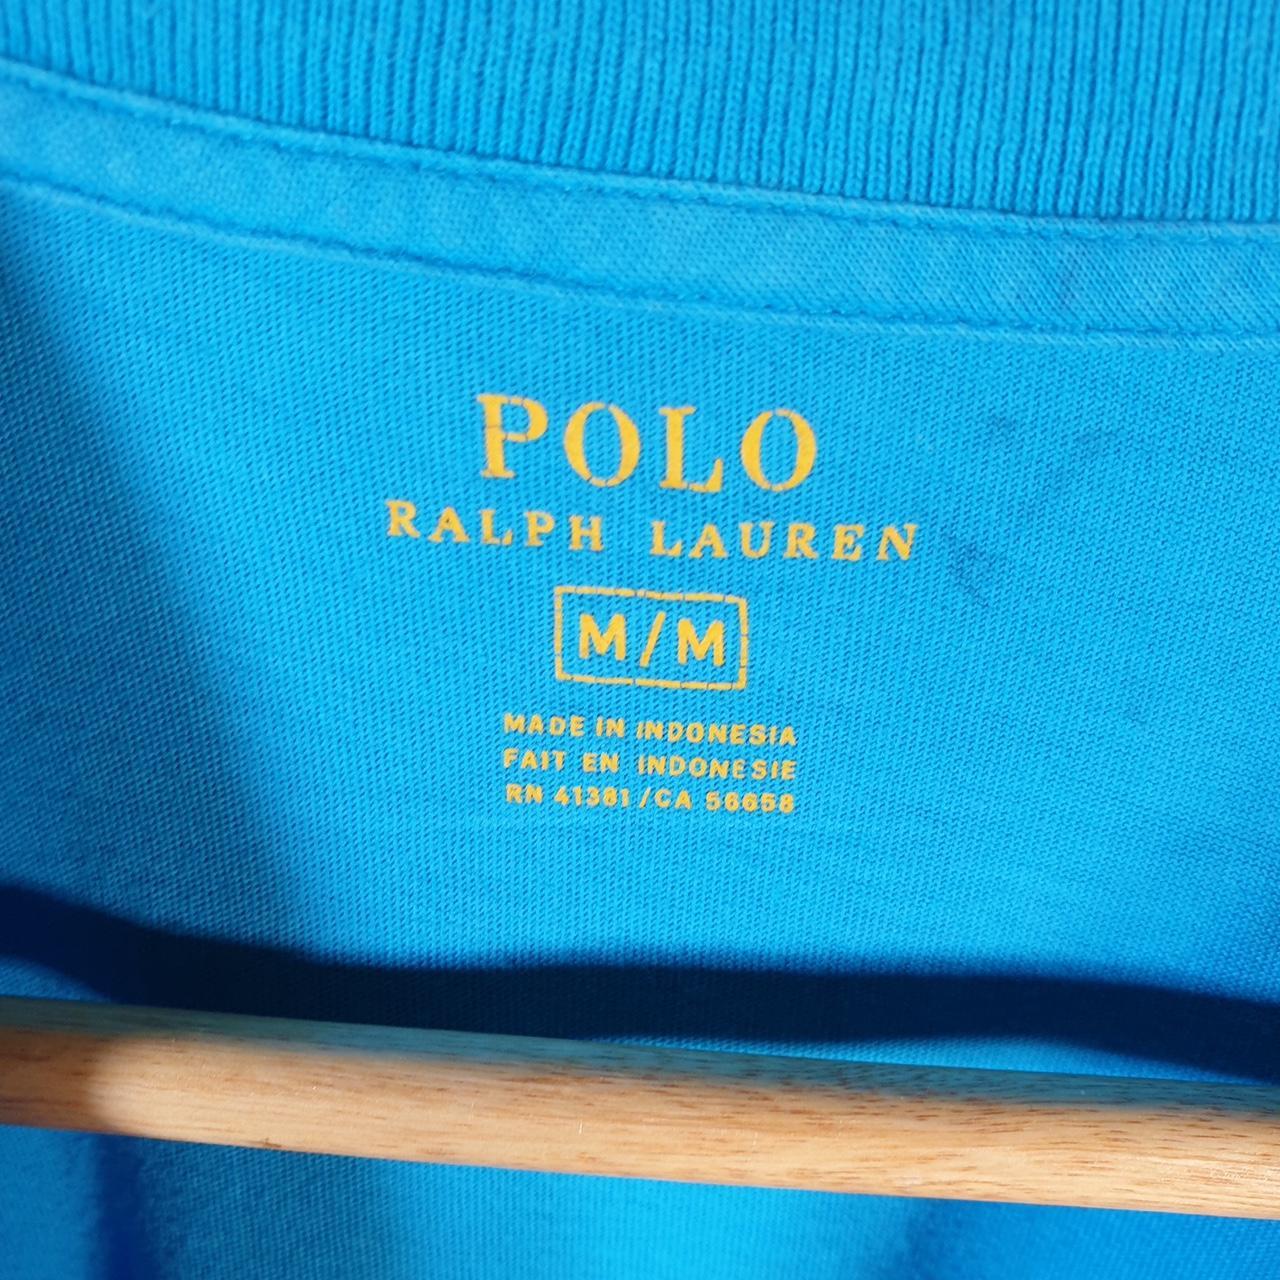 POLO
RALPH LAUREN
M/M
MADE IN INDONESIA
FAIT EN INDONESIE
RN 41381 /CA 56658